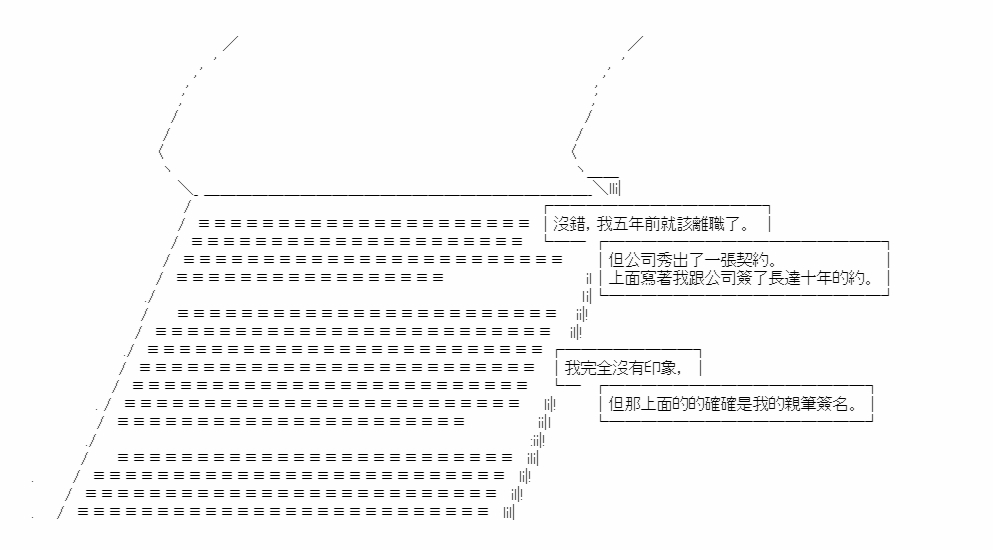 沒錯，我五年前就該離職了。
但公司秀出了一張契約。
上面寫著我跟公司簽了長達十年的約。
我完全沒有印象，
但那上面的的確確是我的親筆簽名。